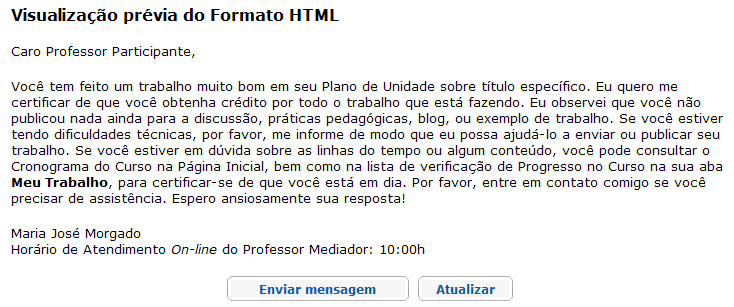 Visualização prévia do Formato HTML
Caro Professor Participante,
Você tem feito um trabalho muito bom em seu Plano de Unidade sobre título específico. Eu quero me
certificar de que você obtenha crédito por todo o trabalho que está fazendo. Eu observei que você não
publicou nada ainda para a discussão, práticas pedagógicas, blog, ou exemplo de trabalho. Se você estiver
tendo dificuldades técnicas, por favor, me informe de modo que eu possa ajudá-lo a enviar ou publicar seu
trabalho. Se você estiver em dúvida sobre as linhas do tempo ou algum conteúdo, você pode consultar o
Cronograma do Curso na Página Inicial, bem como na lista de verificação de Progresso no Curso na sua aba
Meu Trabalho, para certificar-se de que você está em dia. Por favor, entre em contato comigo se você
precisar de assistência. Espero ansiosamente sua resposta!
Maria José Morgado
Horário de Atendimento On-line do Professor Mediador: 10:00h
Enviar mensagem Atualizar